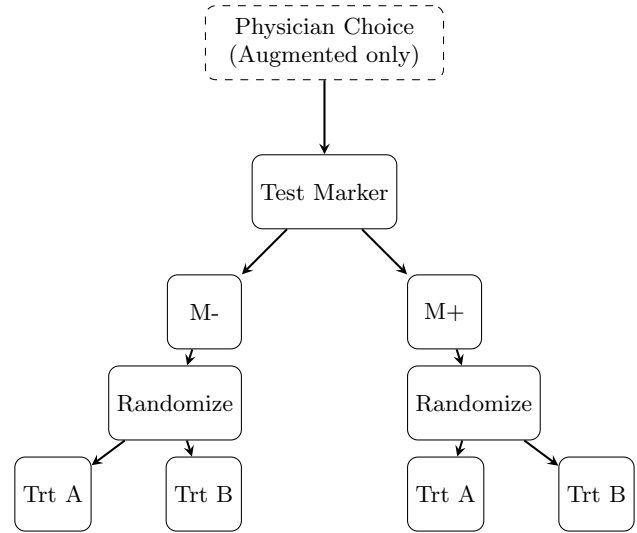 Physician Choice
(Augmented only)
Test Marker
M-
M+
Randomize
Randomize
Trt A
Trt B
Trt A
Trt B